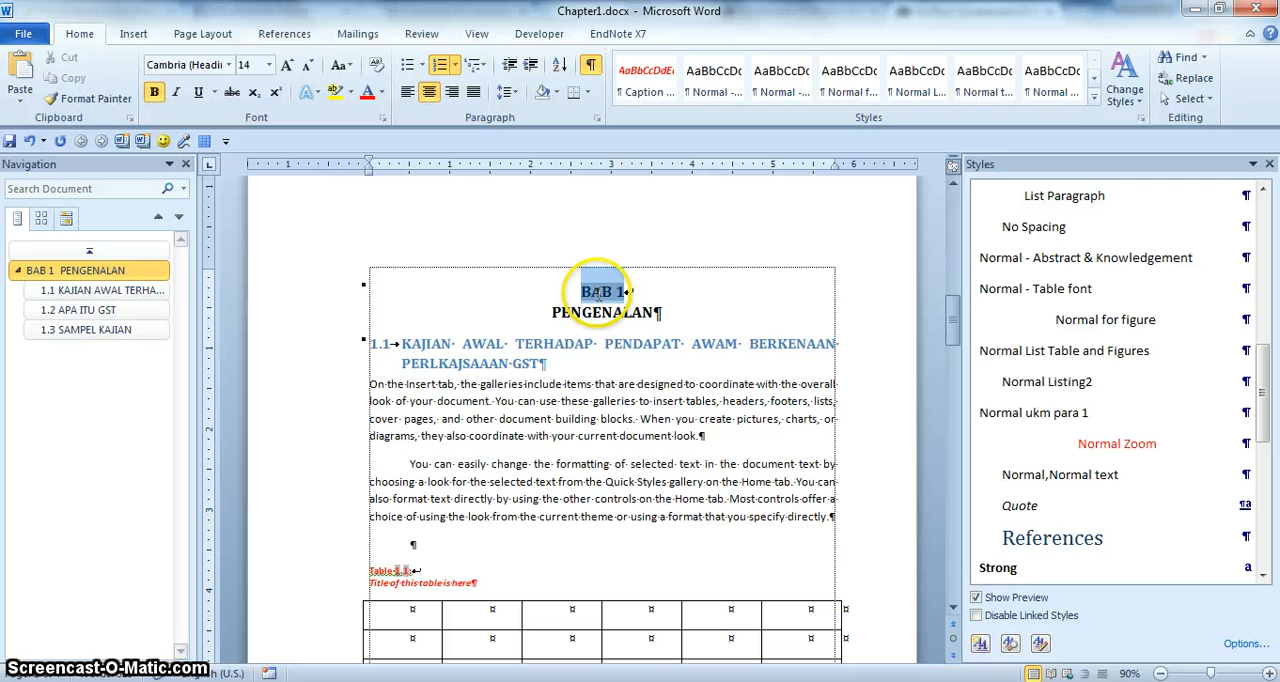 Chapter1.docx - Microsoft Word
File Home Insert Page Layout References Mailings Review View Developer EndNote X7
Paste
Cut
Copy
Format Painter
Clipboard
Cambria (Headi 14
Font
Paragraph
AaBbCcDdE AaBbCcDc AaBbCcDc AaBbCcDc AaBbCcDc AaBbCcDc AaBbCcDc
¶ Caption ... ¶ Normal -... ¶ Normal -... ¶ Normal f... ¶ Normal L... ¶ Normal t... ¶ Normal ...
Change Styles
Styles
Find
Replace
Select
Editing
Navigation
Search Document
BAB 1 PENGENALAN
1.1 KAJIAN AWAL TERHA...
1.2 APA ITU GST
1.3 SAMPEL KAJIAN
BAB 1
PENGENALAN¶
1.1 KAJIAN AWAL TERHADAP PENDAPAT AWAM BERKENAAN
PERLKAJSAAAN GST¶
On the Insert tab, the galleries include items that are designed to coordinate with the overall
look of your document. You can use these galleries to insert tables, headers, footers, lists,
cover pages, and other document building blocks. When you create pictures, charts, or
diagrams, they also coordinate with your current document look.¶
You can easily change the formatting of selected text in the document text by
choosing a look for the selected text from the Quick Styles gallery on the Home tab. You can
also format text directly by using the other controls on the Home tab. Most controls offer a
choice of using the look from the current theme or using a format that you specify directly.¶
¶
Table 1.1:
Title of this table is here¶
Styles
List Paragraph ¶
No Spacing ¶
Normal - Abstract & Knowledgement ¶
Normal - Table font ¶
Normal for figure ¶
Normal List Table and Figures ¶
Normal Listing2 ¶
Normal ukm para 1 ¶
Normal Zoom ¶
Normal,Normal text ¶
Quote ¶a
References ¶
Strong a
Show Preview
Disable Linked Styles
Options...
Screencast-O-Matic.com
English (U.S.)
90%